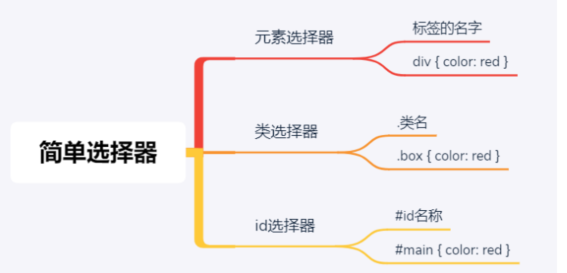 简单选择器
元素选择器
标签的名字
div { color: red }
类选择器
.类名
.box { color: red }
id选择器
#id名称
#main { color: red }